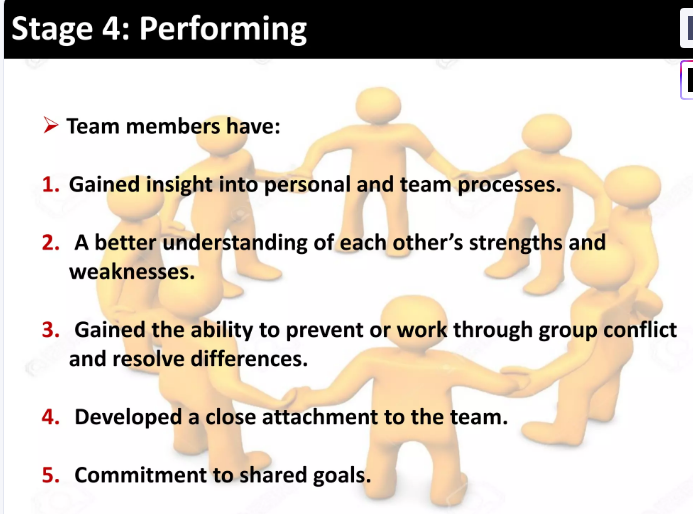 Stage 4: Performing
➢ Team members have:
1. Gained insight into personal and team processes.
2. A better understanding of each other’s strengths and
weaknesses.
3. Gained the ability to prevent or work through group conflict
and resolve differences.
4. Developed a close attachment to the team.
5. Commitment to shared goals.